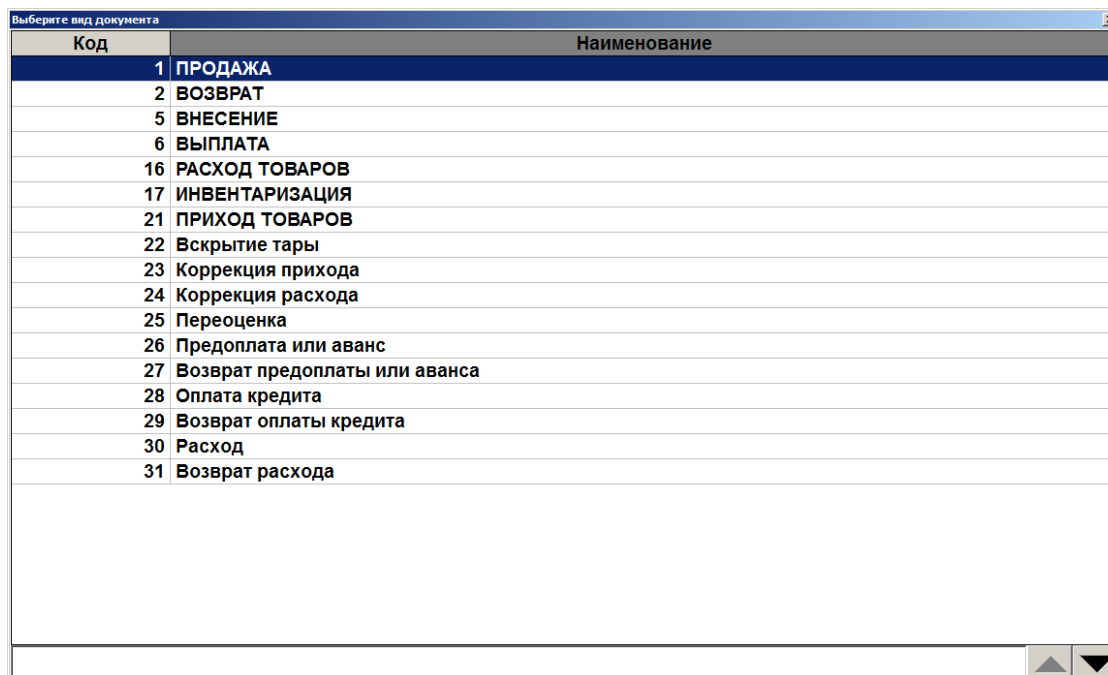 Выберите вид документа
Код Наименование
1 ПРОДАЖА
2 ВОЗВРАТ
5 ВНЕСЕНИЕ
6 ВЫПЛАТА
16 РАСХОД ТОВАРОВ
17 ИНВЕНТАРИЗАЦИЯ
21 ПРИХОД ТОВАРОВ
22 Вскрытие тары
23 Коррекция прихода
24 Коррекция расхода
25 Переоценка
26 Предоплата или аванс
27 Возврат предоплаты или аванса
28 Оплата кредита
29 Возврат оплаты кредита
30 Расход
31 Возврат расхода